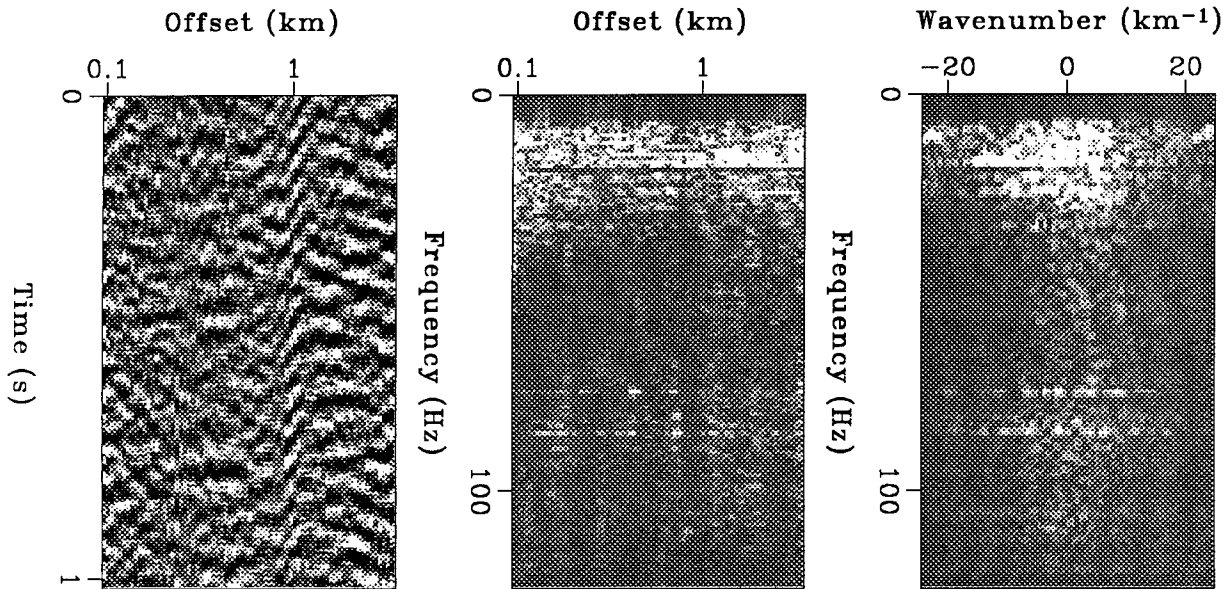 Offset (km)
0.1 1
0
Time (s)
1
Offset (km)
0.1 1
0
Frequency (Hz)
100
Wavenumber (km⁻¹)
−20 0 20
0
Frequency (Hz)
100